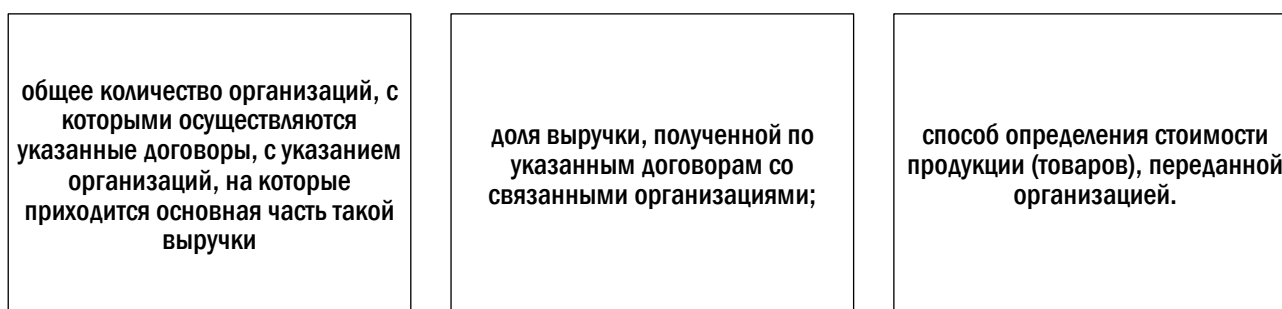 общее количество организаций, с
которыми осуществляются
указанные договоры, с указанием
организаций, на которые
приходится основная часть такой
выручки
доля выручки, полученной по
указанным договорам со
связанными организациями;
способ определения стоимости
продукции (товаров), переданной
организацией.